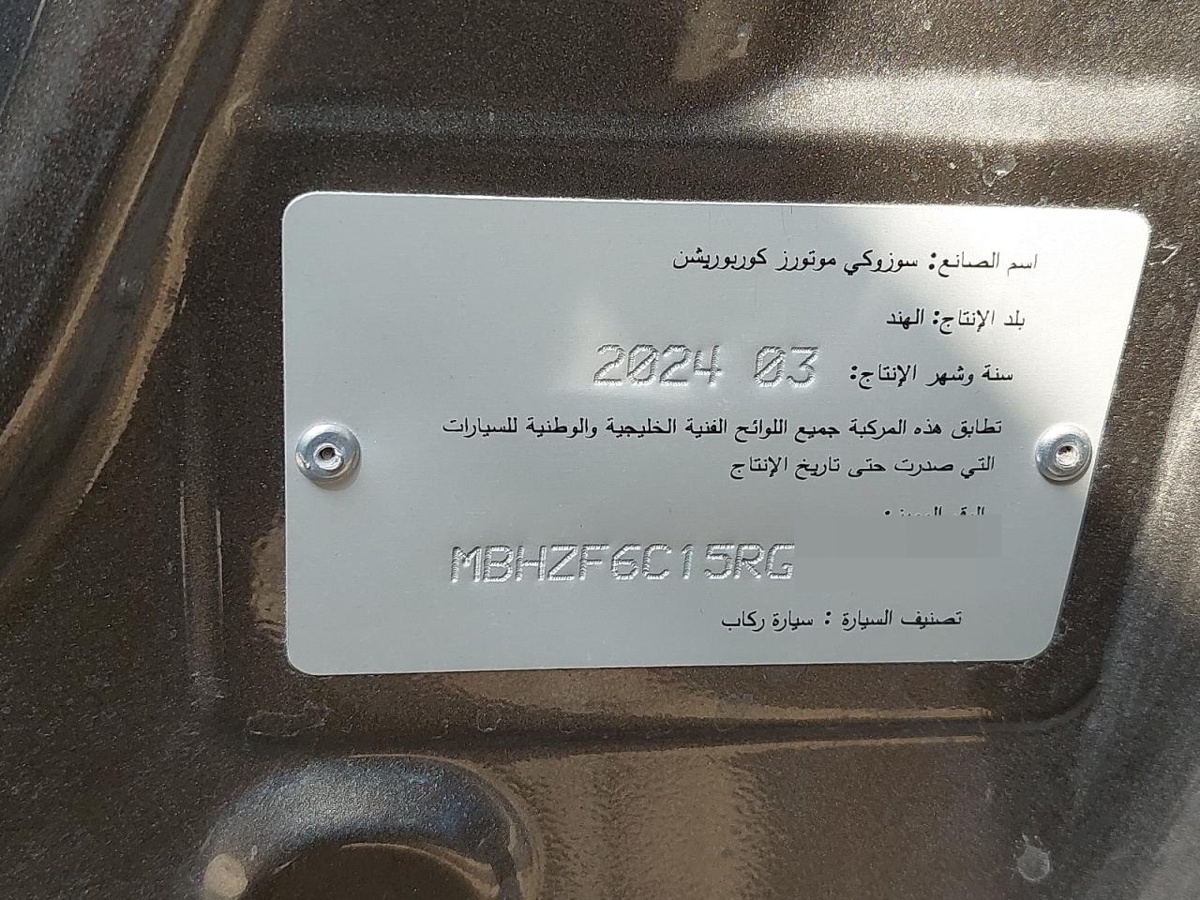 اسم الصانع: سوزوكي موتورز كوربوريشن
بلد الإنتاج: الهند
سنة وشهر الإنتاج: 2024 03
تطابق هذه المركبة جميع اللوائح الفنية الخليجية والوطنية للسيارات
التي صدرت حتى تاريخ الإنتاج
MBHZF6C15RG
تصنيف السيارة : سيارة ركاب